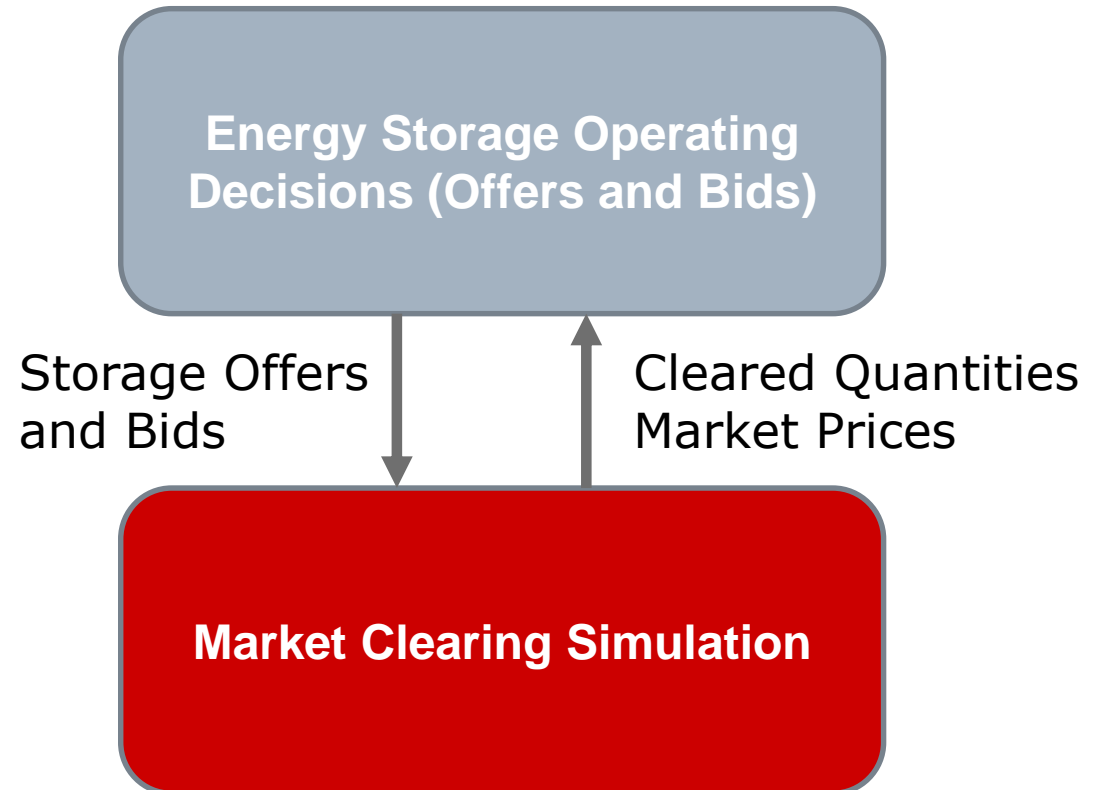 Energy Storage Operating
Decisions (Offers and Bids)
Storage Offers
and Bids
Cleared Quantities
Market Prices
Market Clearing Simulation